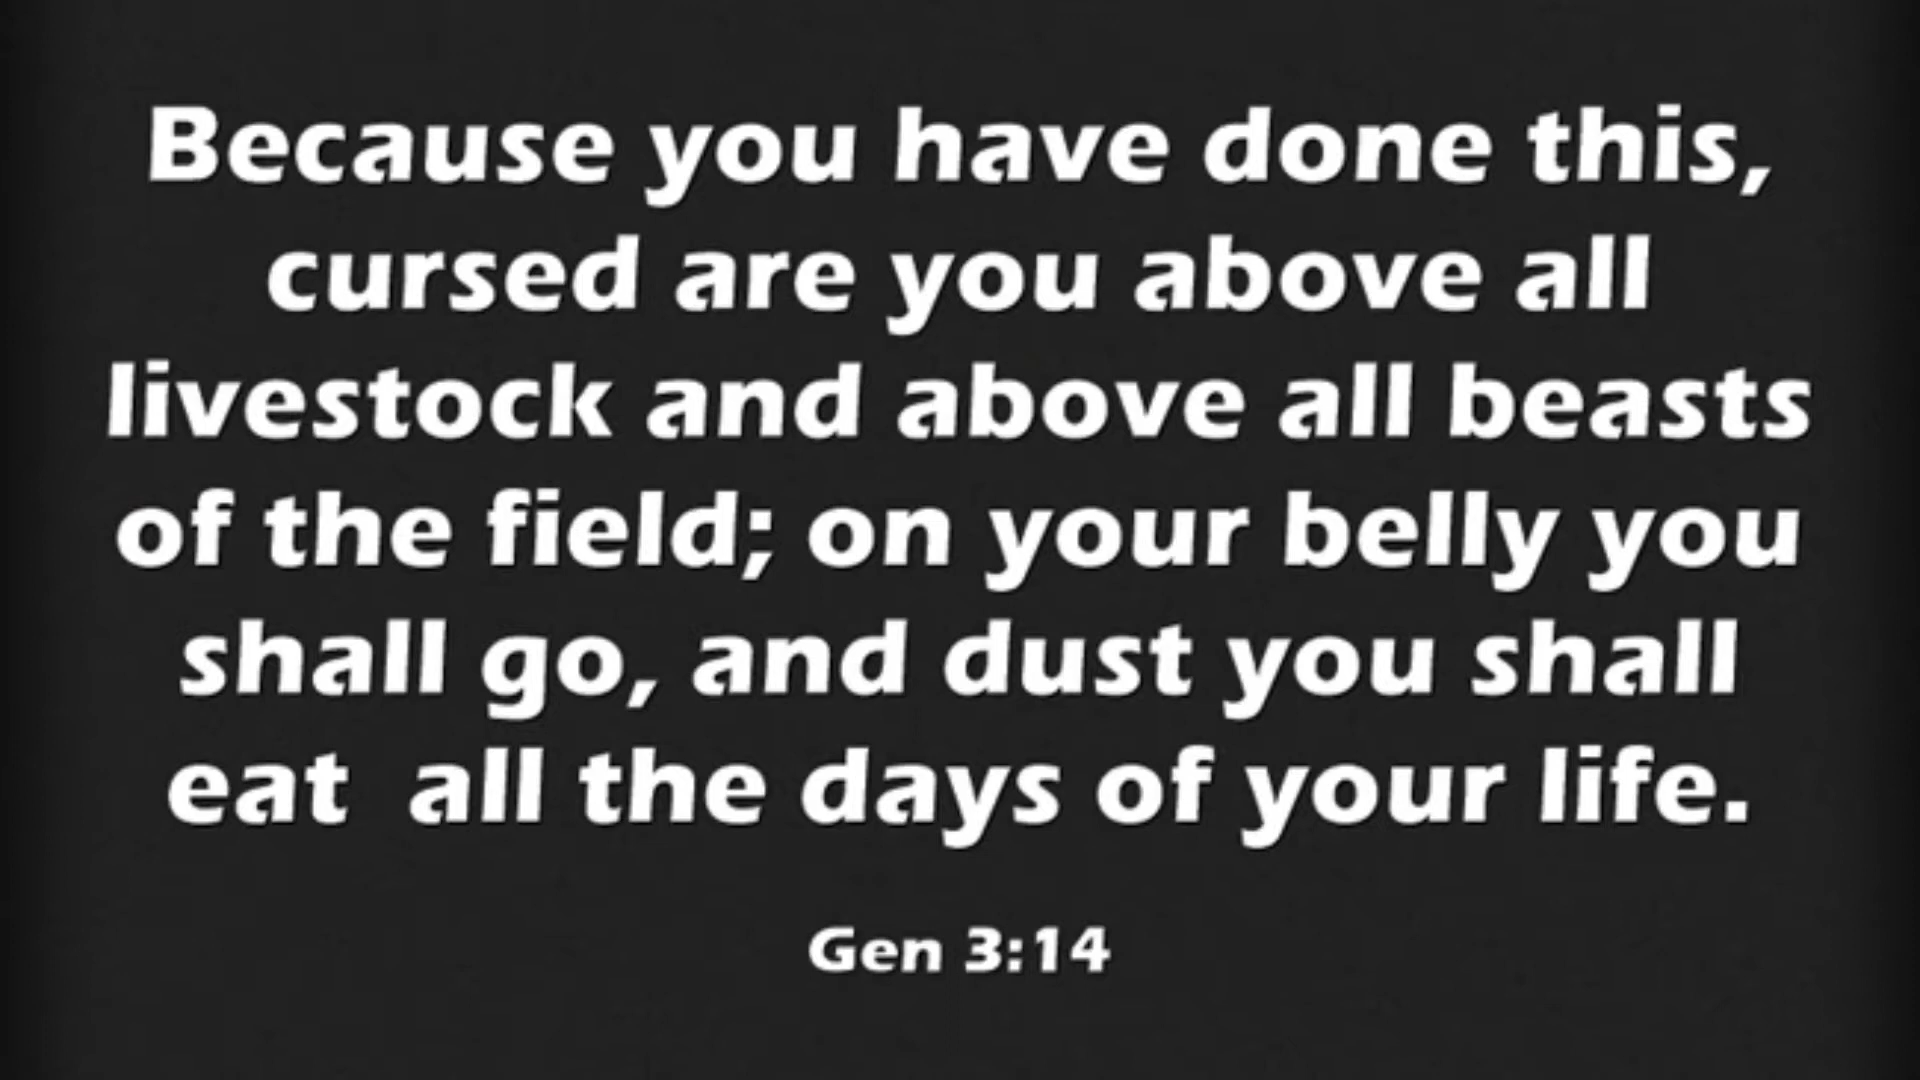 Because you have done this,
cursed are you above all
livestock and above all beasts
of the field; on your belly you
shall go, and dust you shall
eat  all the days of your life.
Gen 3:14